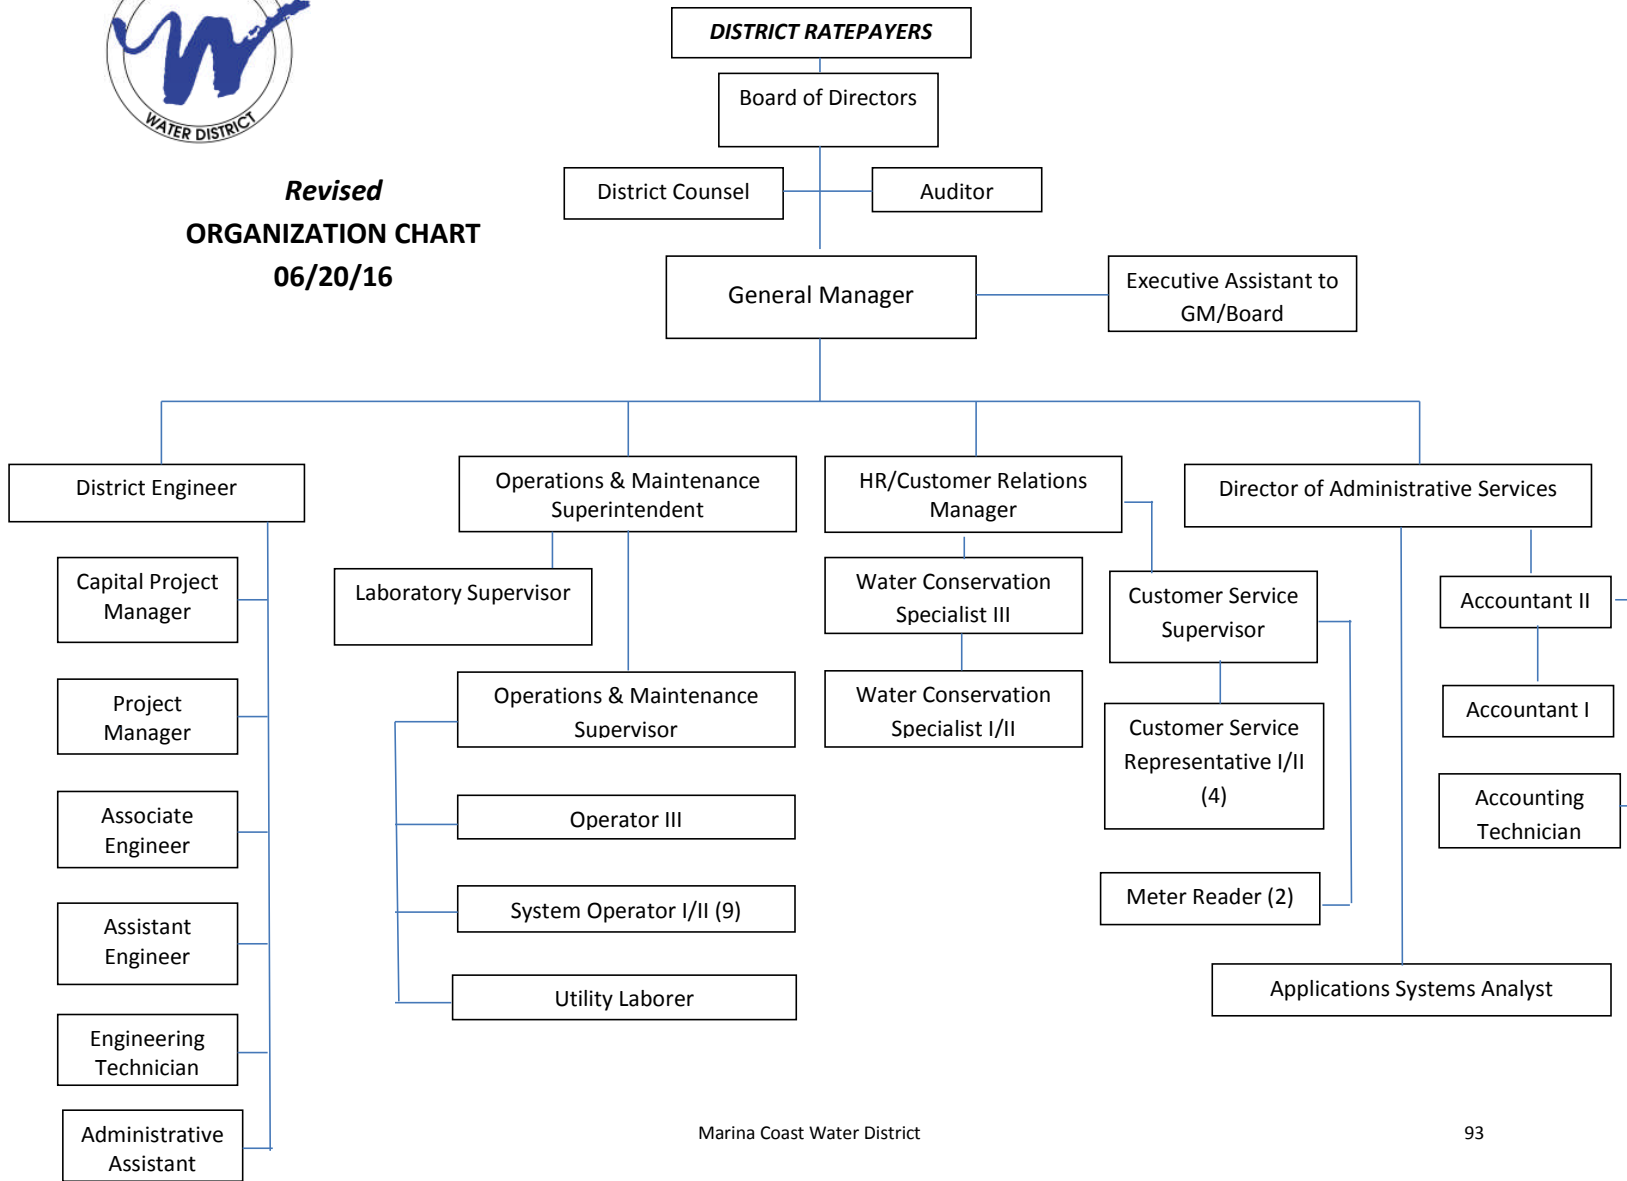 WATER DISTRICT
Revised
ORGANIZATION CHART
06/20/16
DISTRICT RATEPAYERS
Board of Directors
District Counsel
Auditor
General Manager
Executive Assistant to
GM/Board
District Engineer
Capital Project
Manager
Project
Manager
Associate
Engineer
Assistant
Engineer
Engineering
Technician
Administrative
Assistant
Operations & Maintenance
Superintendent
Laboratory Supervisor
Operations & Maintenance
Supervisor
Operator III
System Operator I/II (9)
Utility Laborer
HR/Customer Relations
Manager
Water Conservation
Specialist III
Water Conservation
Specialist I/II
Customer Service
Supervisor
Customer Service
Representative I/II
(4)
Meter Reader (2)
Director of Administrative Services
Accountant II
Accountant I
Accounting
Technician
Applications Systems Analyst
Marina Coast Water District
93